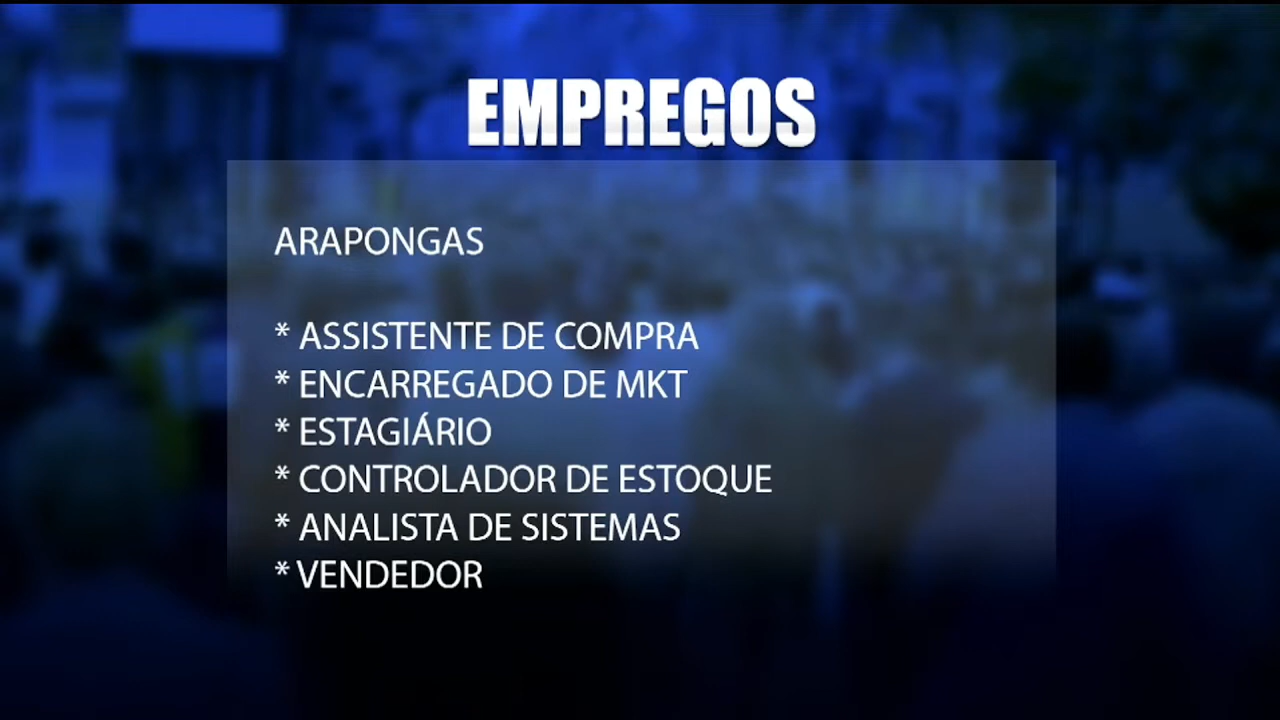 EMPREGOS
ARAPONGAS
* ASSISTENTE DE COMPRA
* ENCARREGADO DE MKT
* ESTAGIÁRIO
* CONTROLADOR DE ESTOQUE
* ANALISTA DE SISTEMAS
* VENDEDOR